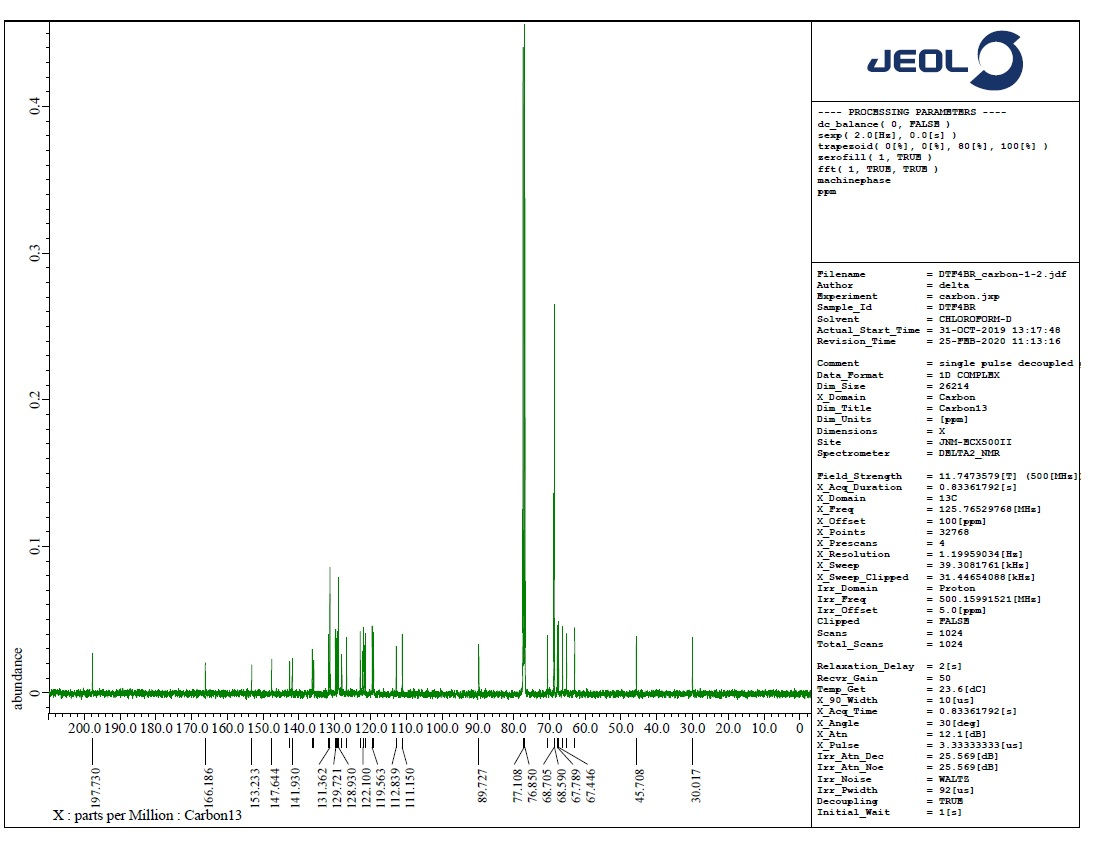 JEOL
---- PROCESSING PARAMETERS ----
dc_balance( 0, FALSE )
sexp( 2.0[Hz], 0.0[s] )
trapezoid( 0[%], 0[%], 80[%], 100[%] )
zerofill( 1, TRUE )
fft( 1, TRUE, TRUE )
machinephase
ppm
Filename = DTP4BR_carbon-1-2.jdf
Author = delta
Experiment = carbon.jxp
Sample_Id = DTP4BR
Solvent = CHLOROFORM-D
Actual_Start_Time = 31-OCT-2019 13:17:48
Revision_Time = 25-FEB-2020 11:13:16
Comment = single pulse decoupled
Data_Format = 1D COMPLEX
Dim_Size = 26214
X_Domain = Carbon
Dim_Title = Carbon13
Dim_Units = [ppm]
Dimensions = X
Site = JNM-ECX500II
Spectrometer = DELTA2_NMR
Field_Strength = 11.7473579[T] (500[MHz]
X_Acq_Duration = 0.83361792[s]
X_Domain = 13C
X_Freq = 125.76529768[MHz]
X_Offset = 100[ppm]
X_Points = 32768
X_Prescans = 4
X_Resolution = 1.19959034[Hz]
X_Sweep = 39.3081761[kHz]
X_Sweep_Clipped = 31.44654088[kHz]
Irr_Domain = Proton
Irr_Freq = 500.15991521[MHz]
Irr_Offset = 5.0[ppm]
Clipped = FALSE
Scans = 1024
Total_Scans = 1024
Relaxation_Delay = 2[s]
Recvr_Gain = 50
Temp_Get = 23.6[dC]
X_90_Width = 10[us]
X_Acq_Time = 0.83361792[s]
X_Angle = 30[deg]
X_Atn = 12.1[dB]
X_Pulse = 3.33333333[us]
Irr_Atn_Dec = 25.569[dB]
Irr_Atn_Noe = 25.569[dB]
Irr_Noise = WALTZ
Irr_Pwidth = 92[us]
Decoupling = TRUE
Initial_Wait = 1[s]
abundance
0.4
0.3
0.2
0.1
0
200.0 190.0 180.0 170.0 160.0 150.0 140.0 130.0 120.0 110.0 100.0 90.0 80.0 70.0 60.0 50.0 40.0 30.0 20.0 10.0 0
197.730
166.186
153.233
147.644
141.930
131.362
129.721
128.930
122.100
119.563
112.839
111.150
89.727
77.108
76.850
68.705
68.590
67.789
67.446
45.708
30.017
X : parts per Million : Carbon13